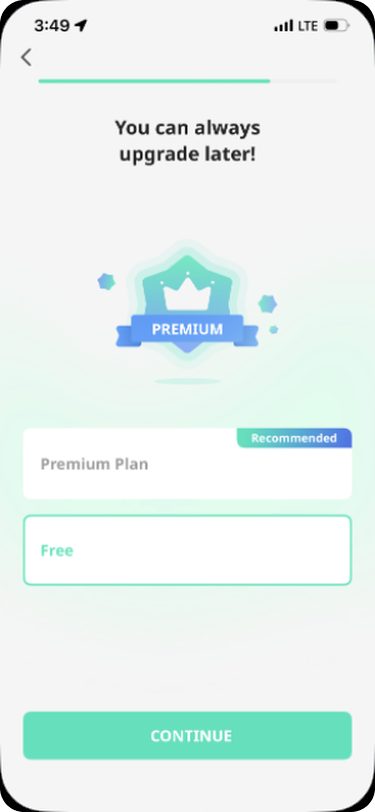 3:49
LTE
You can always
upgrade later!
PREMIUM
Recommended
Premium Plan
Free
CONTINUE